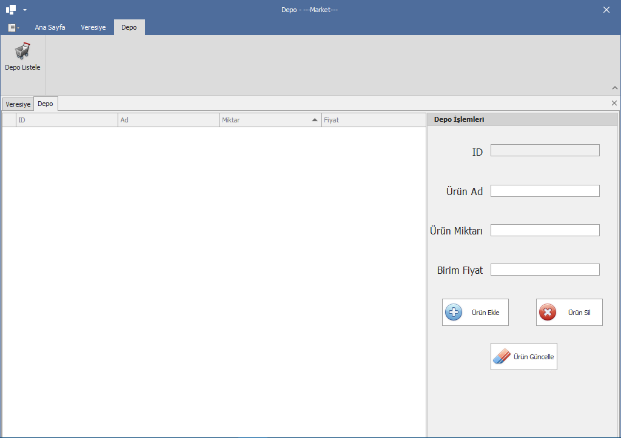 Depo - ---Market---
Ana Sayfa Veresiye Depo
Depo Listele
Veresiye Depo
ID Ad Miktar Fiyat
Depo İşlemleri
ID
Ürün Ad
Ürün Miktarı
Birim Fiyat
Ürün Ekle Ürün Sil
Ürün Güncelle